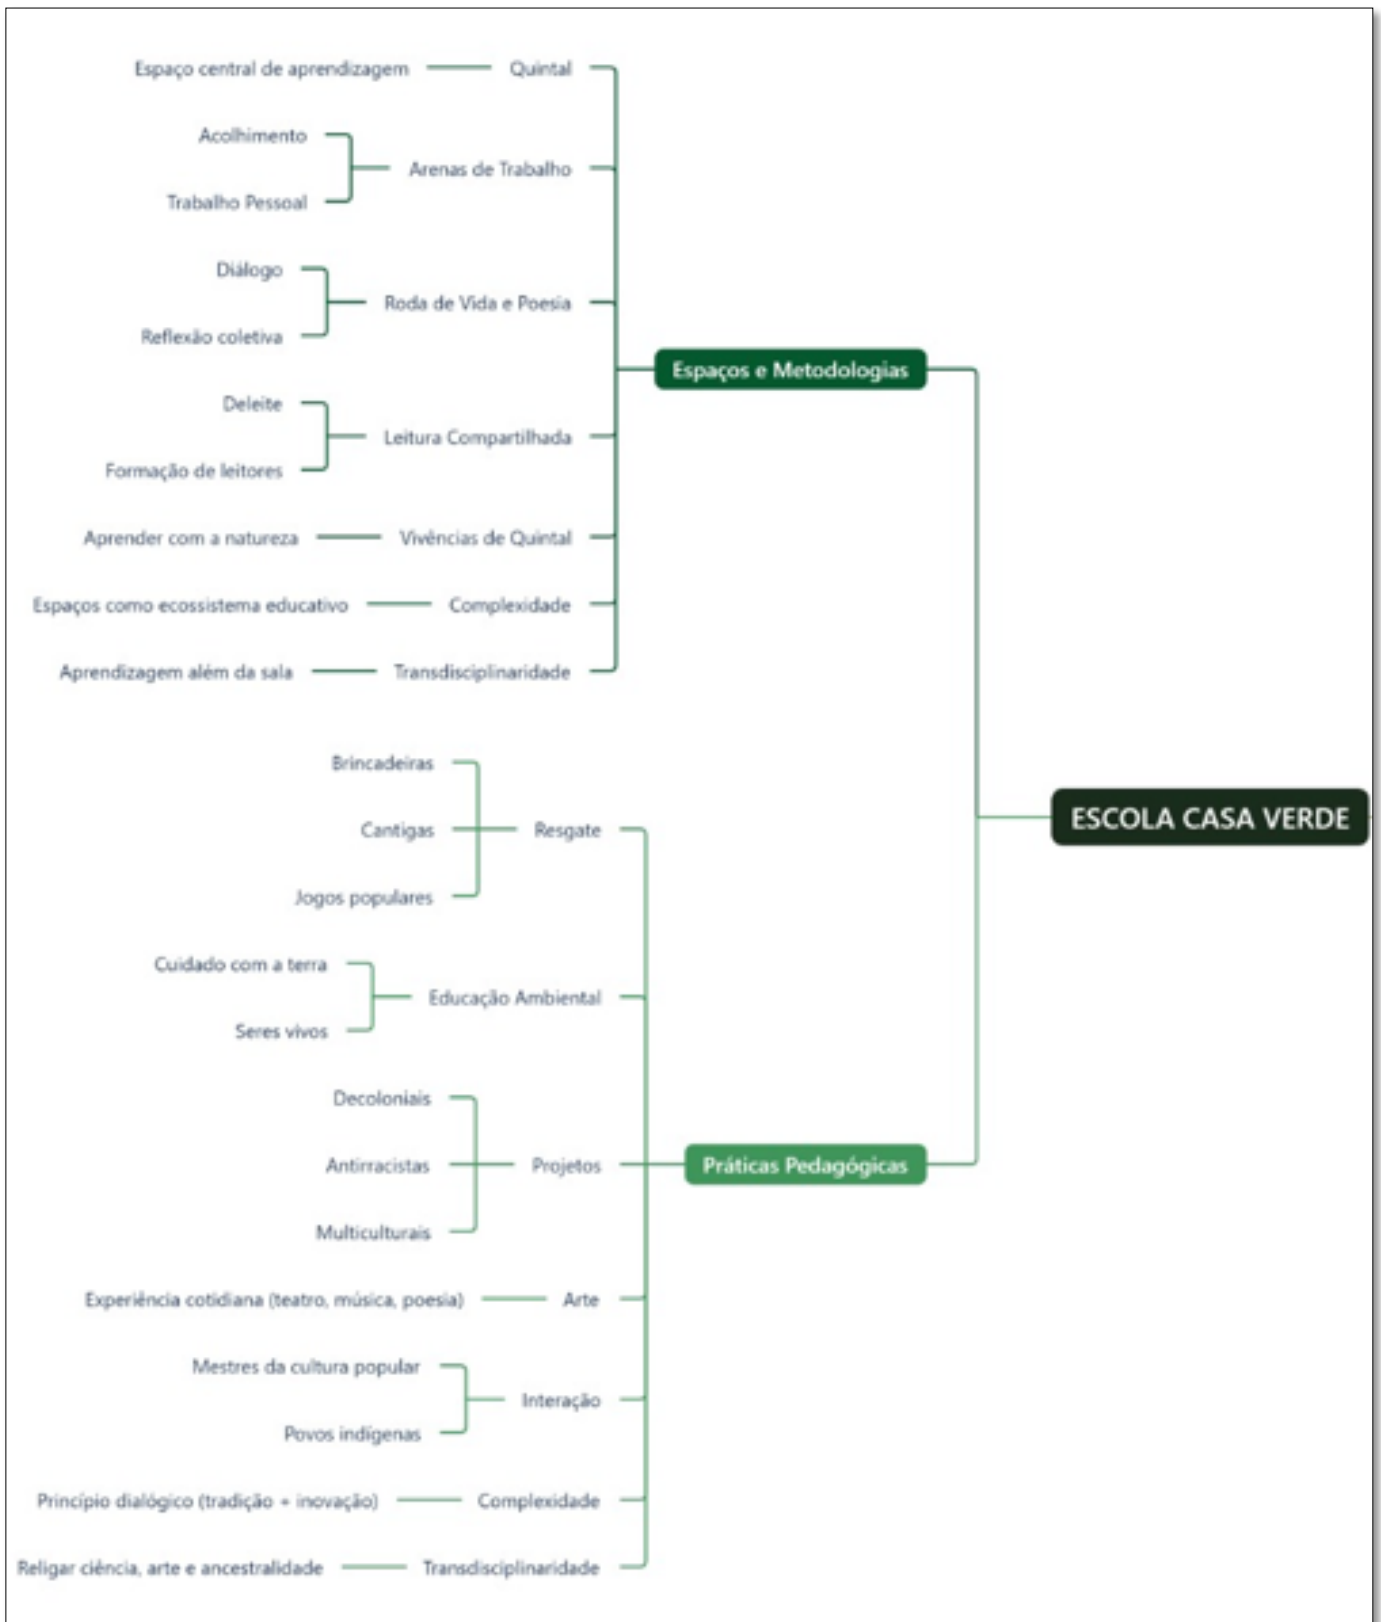 Espaço central de aprendizagem
Quintal
Acolhimento
Arenas de Trabalho
Trabalho Pessoal
Diálogo
Roda de Vida e Poesia
Reflexão coletiva
Espaços e Metodologias
Deleite
Leitura Compartilhada
Formação de leitores
Aprender com a natureza
Vivências de Quintal
Espaços como ecossistema educativo
Complexidade
Aprendizagem além da sala
Transdisciplinaridade
ESCOLA CASA VERDE
Brincadeiras
Cantigas
Resgate
Jogos populares
Cuidado com a terra
Educação Ambiental
Seres vivos
Decoloniais
Antirracistas
Projetos
Práticas Pedagógicas
Multiculturais
Experiência cotidiana (teatro, música, poesia)
Arte
Mestres da cultura popular
Interação
Povos indígenas
Princípio dialógico (tradição + inovação)
Complexidade
Religar ciência, arte e ancestralidade
Transdisciplinaridade